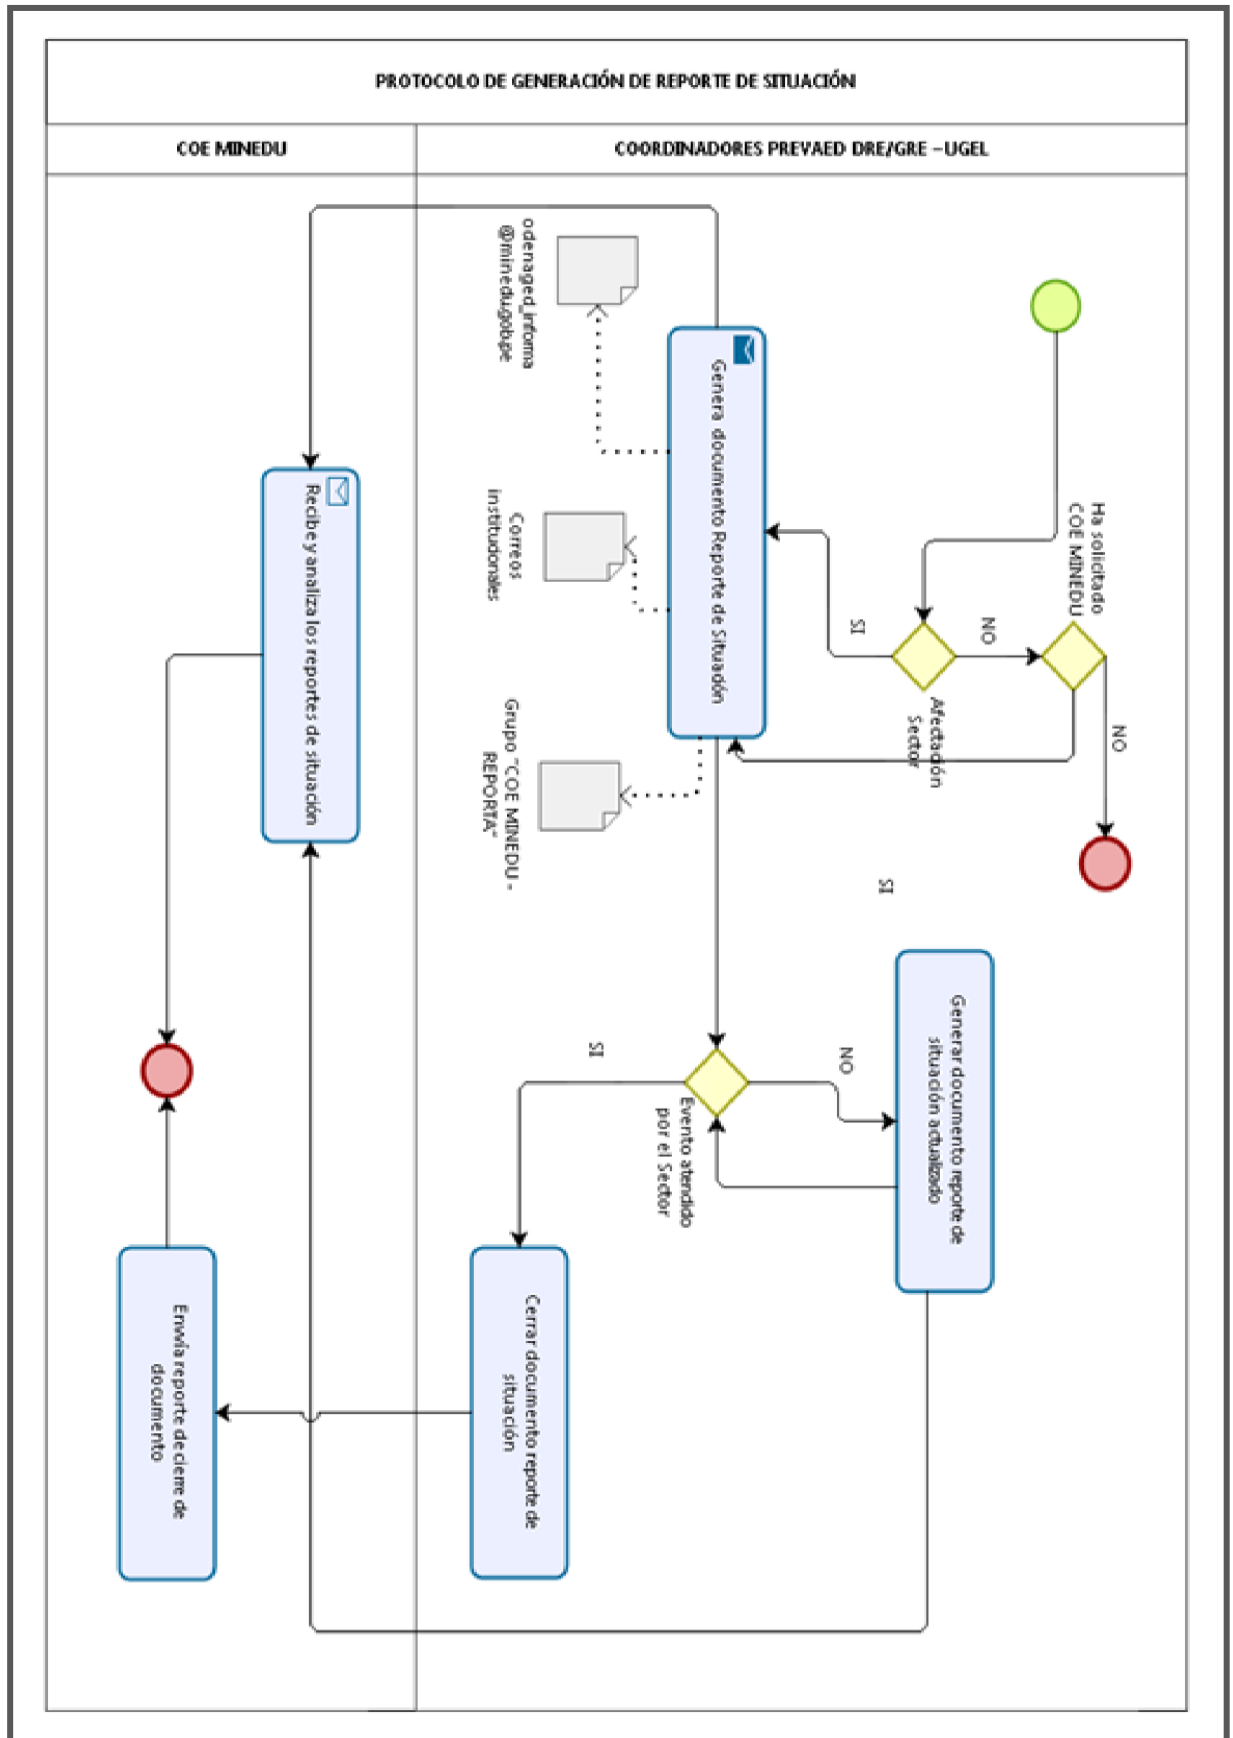 PROTOCOLO DE GENERACIÓN DE REPORTE DE SITUACIÓN
COE MINEDU
COORDINADORES PREVAED DRE/GRE – UGEL
Ha solicitado
COE MINEDU
NO
NO
SI
Afectación
Sector
Genera documento Reporte de Situación
odenaged_informa
@minedu.gob.pe
Correos
institucionales
Grupo "COE MINEDU -
REPORTA"
Recibe y analiza los reportes de situación
SI
Generar documento reporte de
situación actualizado
NO
SI
Evento atendido
por el Sector
Cerrar documento reporte de
situación
Envía reporte de cierre de
documento